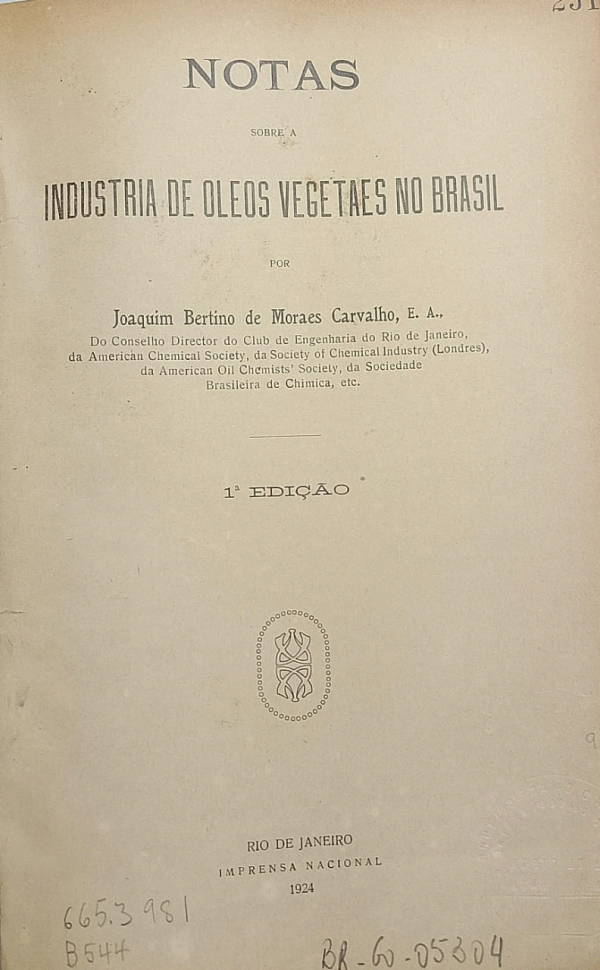 NOTAS
SOBRE A
INDUSTRIA DE OLEOS VEGETAES NO BRASIL
POR
Joaquim Bertino de Moraes Carvalho, E. A.,
Do Conselho Director do Club de Engenharia do Rio de Janeiro,
da American Chemical Society, da Society of Chemical Industry (Londres),
da American Oil Chemists' Society, da Sociedade
Brasileira de Chimica, etc.
1ª EDIÇÃO
RIO DE JANEIRO
IMPRENSA NACIONAL
1924
665.3981
B544
BR-60-05304